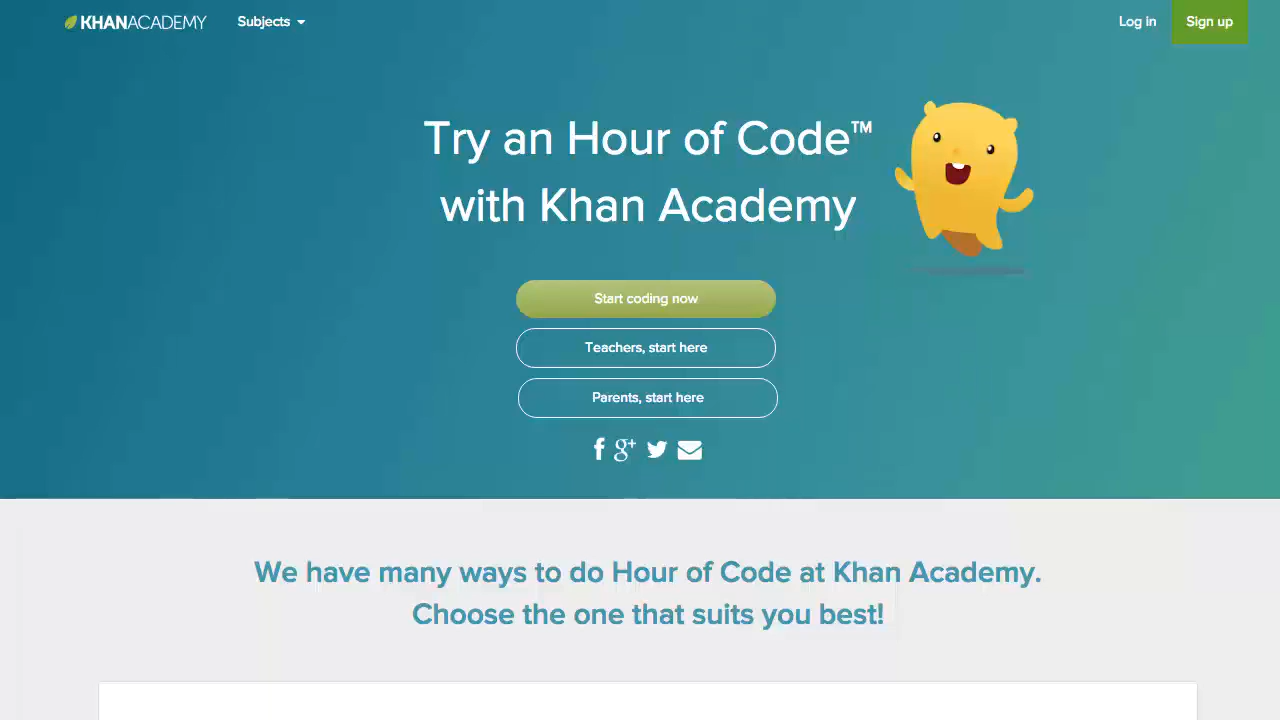 KHANACADEMY
Subjects
Log in
Sign up
Try an Hour of Code™
with Khan Academy
Start coding now
Teachers, start here
Parents, start here
We have many ways to do Hour of Code at Khan Academy.
Choose the one that suits you best!